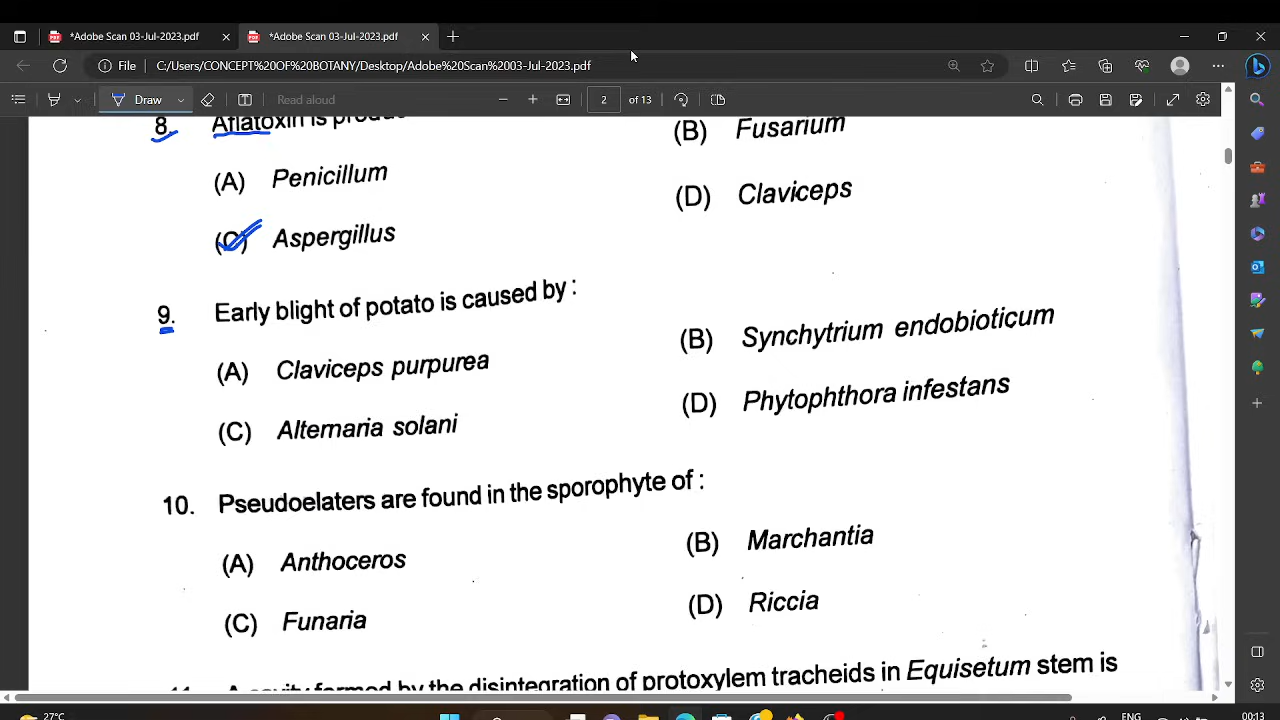 *Adobe Scan 03-Jul-2023.pdf
*Adobe Scan 03-Jul-2023.pdf
File C:/Users/CONCEPT%20OF%20BOTANY/Desktop/Adobe%20Scan%2003-Jul-2023.pdf
Draw Read aloud 2 of 13
8. Aflatoxin is
(A) Penicillum
(B) Fusarium
(C) Aspergillus
(D) Claviceps
9. Early blight of potato is caused by :
(A) Claviceps purpurea
(B) Synchytrium endobioticum
(C) Alternaria solani
(D) Phytophthora infestans
10. Pseudoelaters are found in the sporophyte of :
(A) Anthoceros
(B) Marchantia
(C) Funaria
(D) Riccia
11. A cavity formed by the disintegration of protoxylem tracheids in Equisetum stem is
27°C
00:13